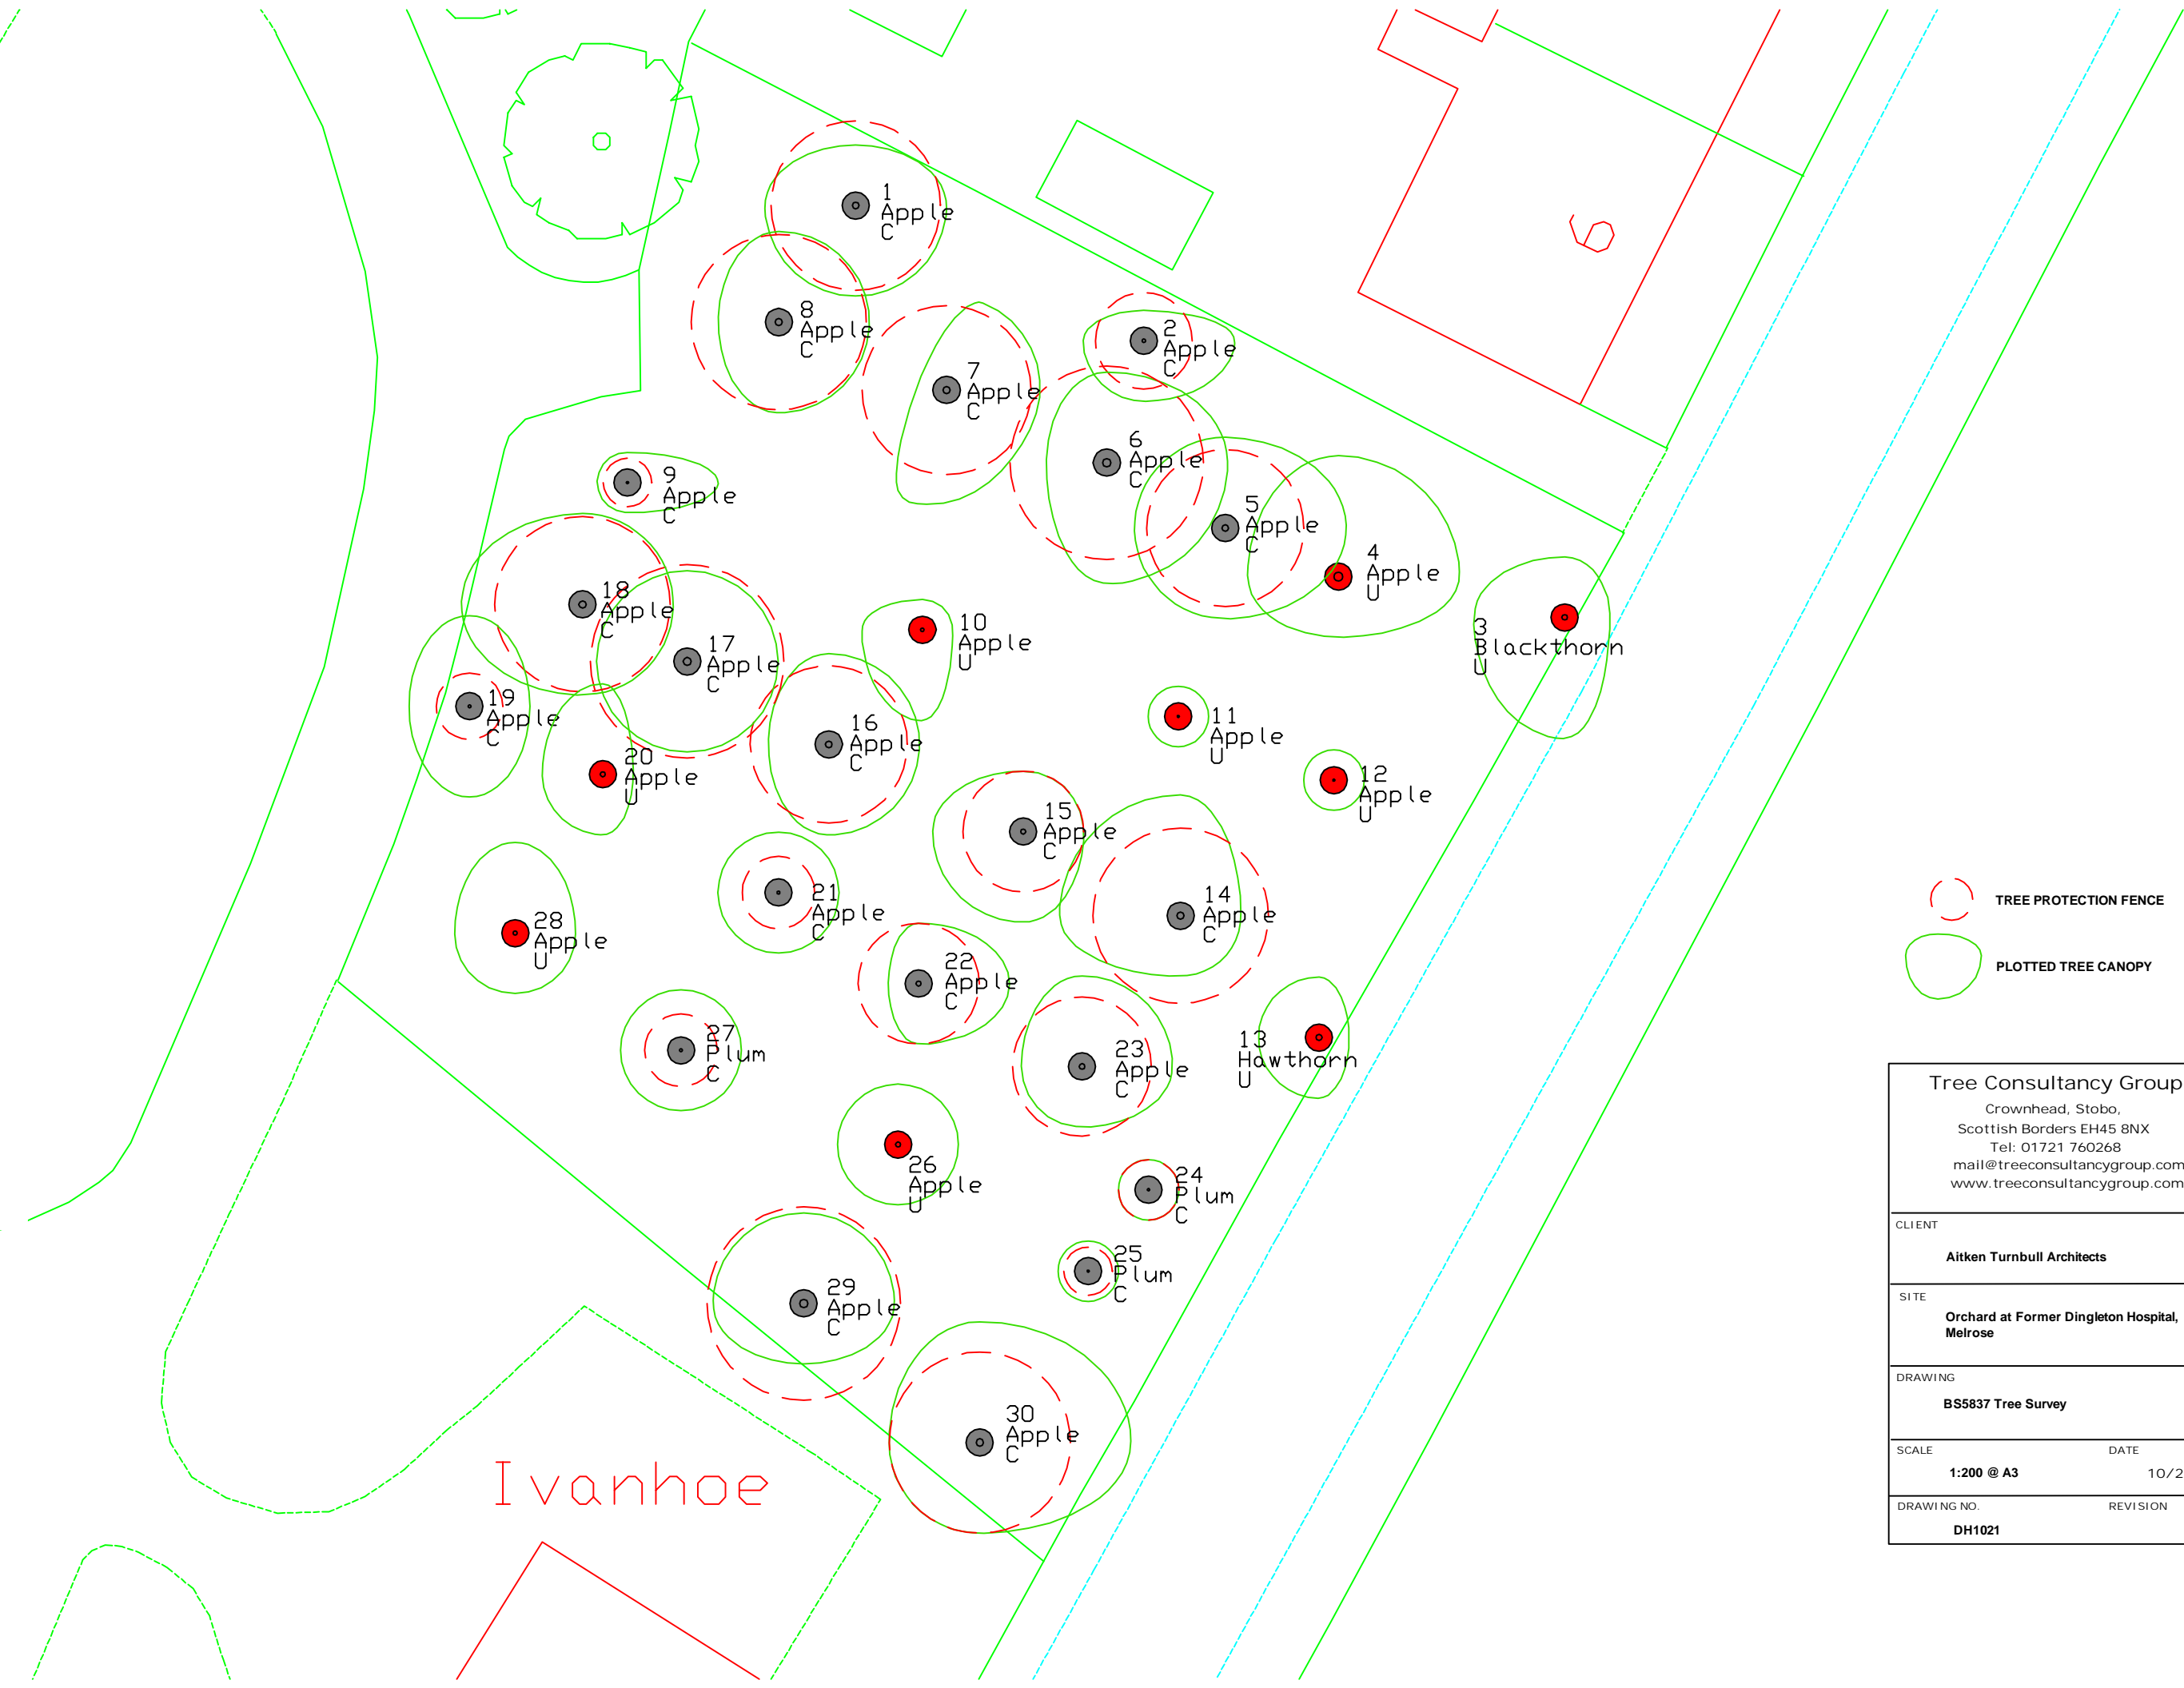 6
1
Apple
C
8
Apple
C
2
Apple
C
7
Apple
C
6
Apple
C
9
Apple
C
5
Apple
C
4
Apple
U
18
Apple
C
10
Apple
U
3
Blackthorn
U
17
Apple
C
19
Apple
C
16
Apple
C
11
Apple
U
20
Apple
U
12
Apple
U
15
Apple
C
21
Apple
C
14
Apple
C
28
Apple
U
22
Apple
C
27
Plum
C
23
Apple
C
13
Hawthorn
U
26
Apple
U
24
Plum
C
25
Plum
C
29
Apple
C
30
Apple
C
Ivanhoe
TREE PROTECTION FENCE
PLOTTED TREE CANOPY
Tree Consultancy Group
Crownhead, Stobo,
Scottish Borders EH45 8NX
Tel: 01721 760268
mail@treeconsultancygroup.com
www.treeconsultancygroup.com
CLIENT
Aitken Turnbull Architects
SITE
Orchard at Former Dingleton Hospital,
Melrose
DRAWING
BS5837 Tree Survey
SCALE DATE
1:200 @ A3 10/2
DRAWING NO. REVISION
DH1021